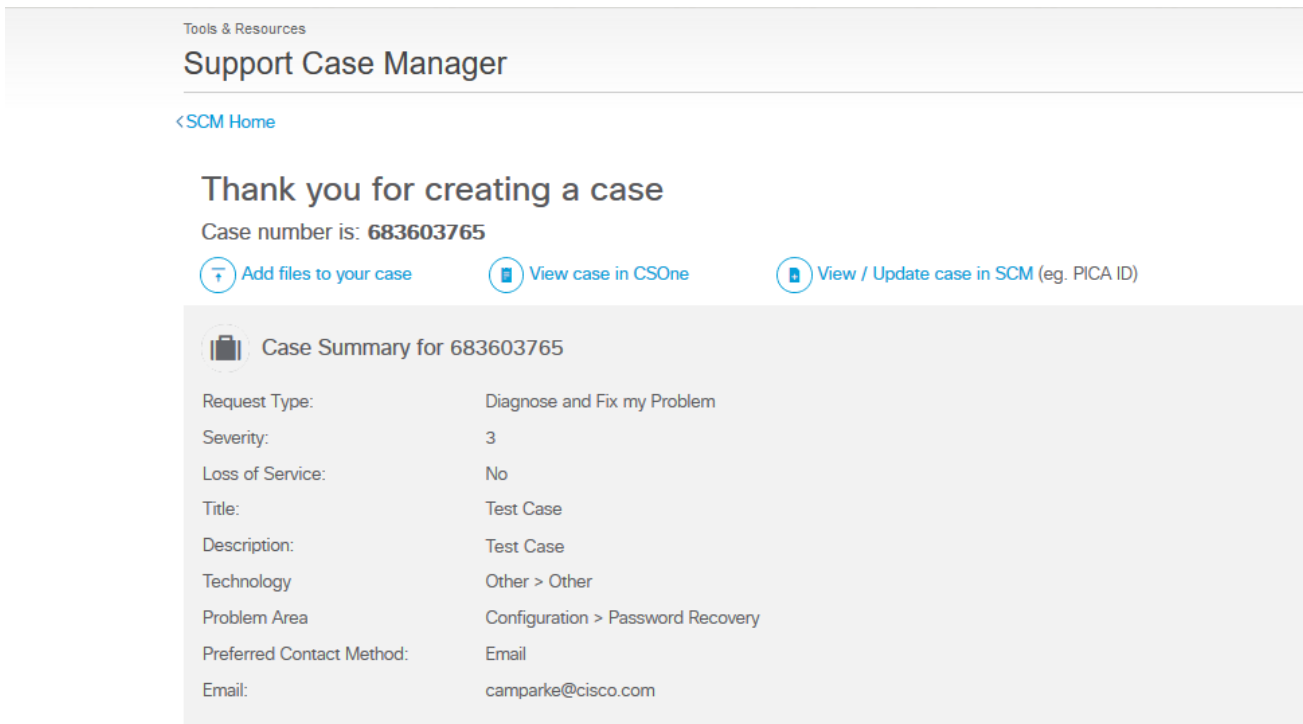 Tools & Resources
Support Case Manager
<SCM Home
Thank you for creating a case
Case number is: 683603765
Add files to your case View case in CSOne View / Update case in SCM (eg. PICA ID)
Case Summary for 683603765
Request Type: Diagnose and Fix my Problem
Severity: 3
Loss of Service: No
Title: Test Case
Description: Test Case
Technology Other > Other
Problem Area Configuration > Password Recovery
Preferred Contact Method: Email
Email: camparke@cisco.com